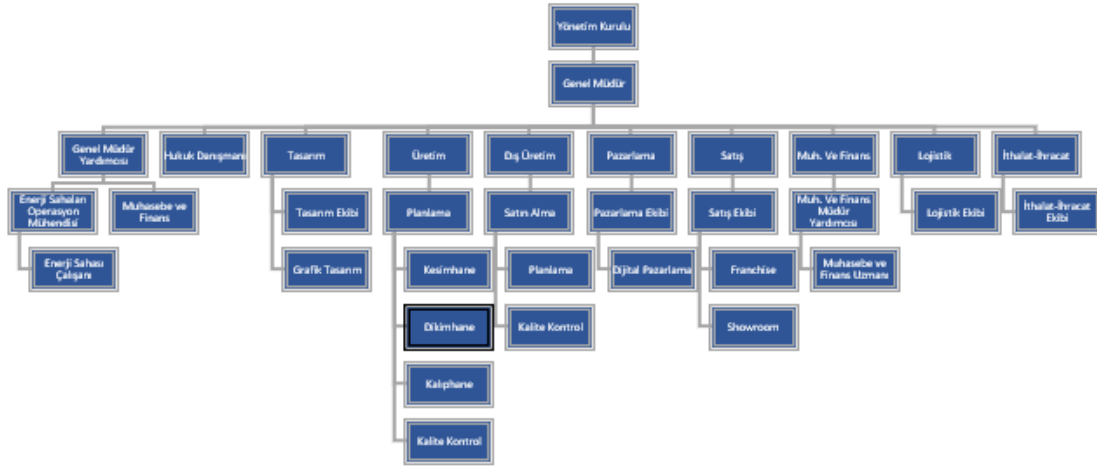 Yönetim Kurulu
Genel Müdür
Genel Müdür
Yardımcısı
Hukuk Danışmanı
Tasarım
Üretim
Dış Üretim
Pazarlama
Satış
Muh. Ve Finans
Lojistik
İthalat-İhracat
Enerji Sahaları
Operasyon
Mühendisi
Muhasebe ve
Finans
Tasarım Ekibi
Planlama
Satın Alma
Pazarlama Ekibi
Satış Ekibi
Muh. Ve Finans
Müdür
Yardımcısı
Lojistik Ekibi
İthalat-İhracat
Ekibi
Enerji Sahası
Çalışanı
Grafik Tasarım
Kesimhane
Planlama
Dijital Pazarlama
Franchise
Muhasebe ve
Finans Uzmanı
Dikimhane
Kalite Kontrol
Showroom
Kalıphane
Kalite Kontrol